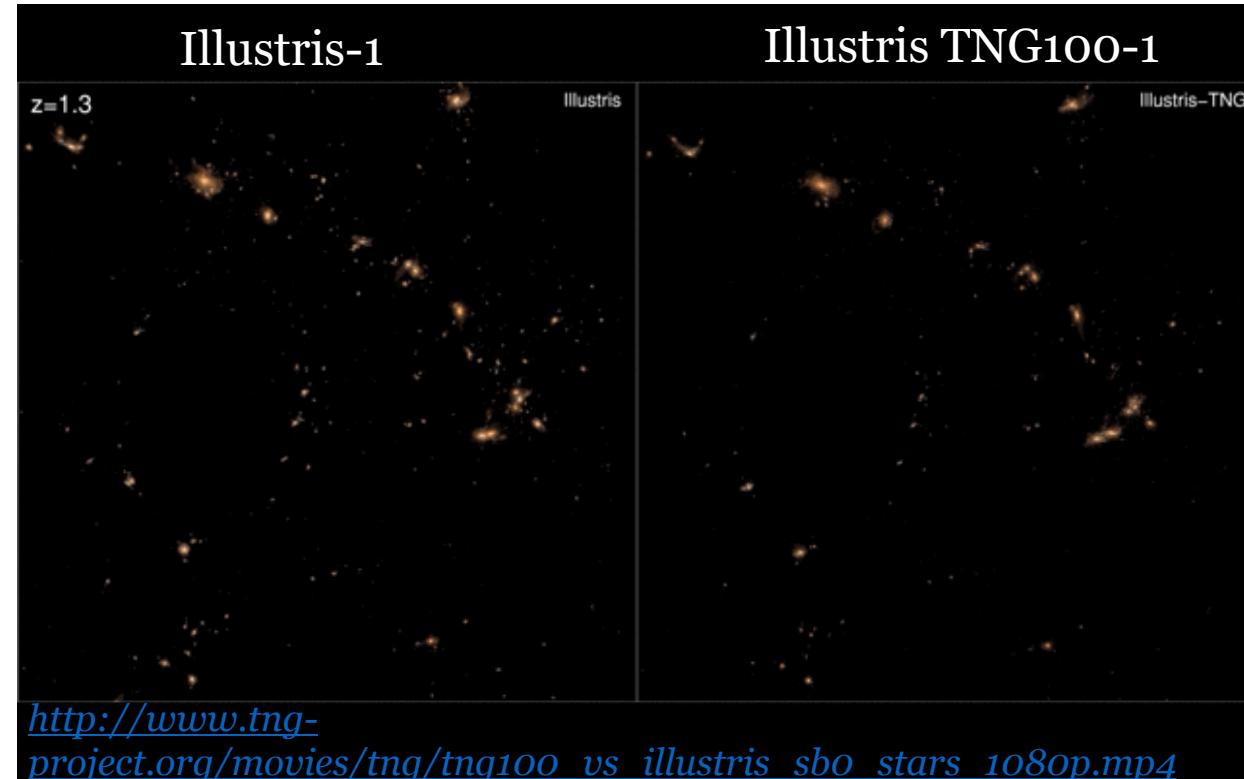 Illustris-1
Illustris TNG100-1
z=1.3
Illustris
Illustris-TNG
http://www.tng-
project.org/movies/tng/tng100_vs_illustris_sb0_stars_1080p.mp4